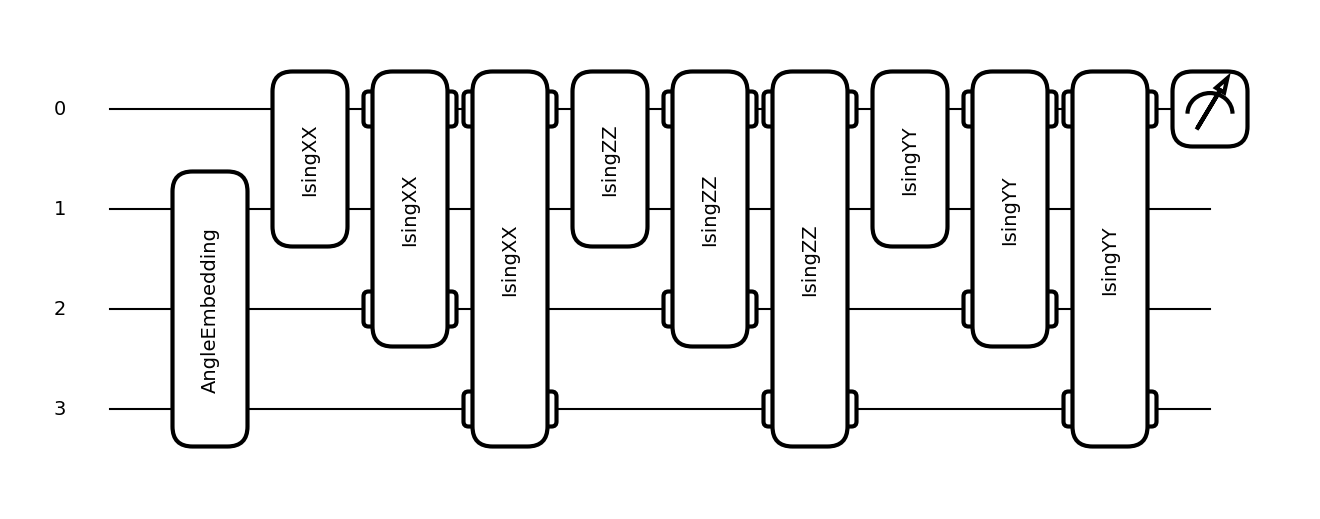 0
1
2
3
AngleEmbedding
IsingXX
IsingXX
IsingXX
IsingZZ
IsingZZ
IsingZZ
IsingYY
IsingYY
IsingYY